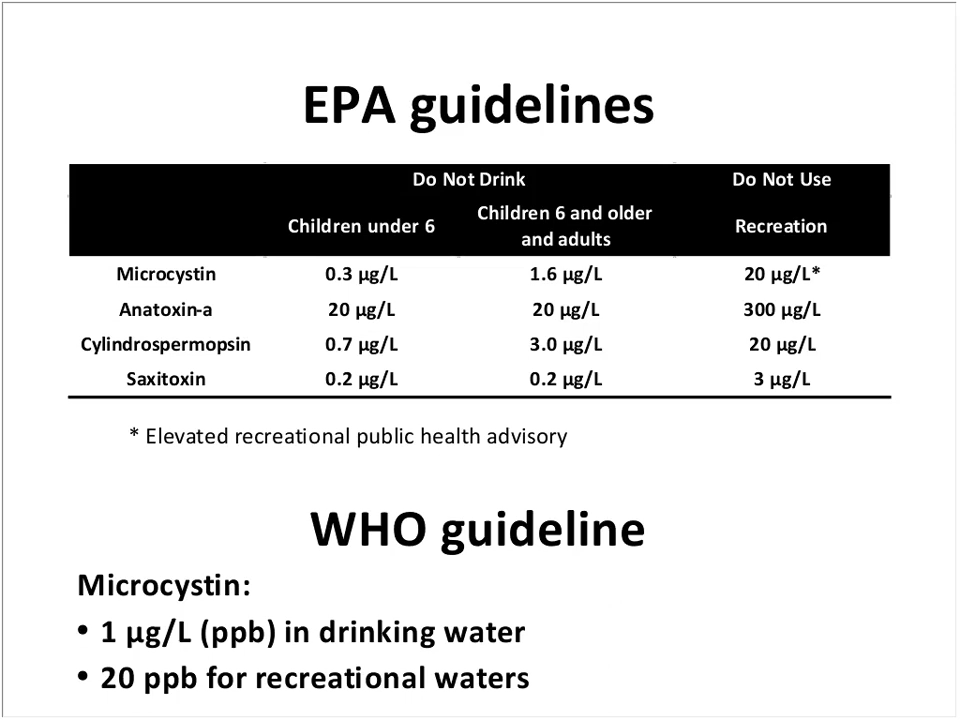 EPA guidelines
Do Not Drink Do Not Use
Children under 6 Children 6 and older and adults Recreation
Microcystin 0.3 µg/L 1.6 µg/L 20 µg/L*
Anatoxin-a 20 µg/L 20 µg/L 300 µg/L
Cylindrospermopsin 0.7 µg/L 3.0 µg/L 20 µg/L
Saxitoxin 0.2 µg/L 0.2 µg/L 3 µg/L
* Elevated recreational public health advisory
WHO guideline
Microcystin:
• 1 µg/L (ppb) in drinking water
• 20 ppb for recreational waters